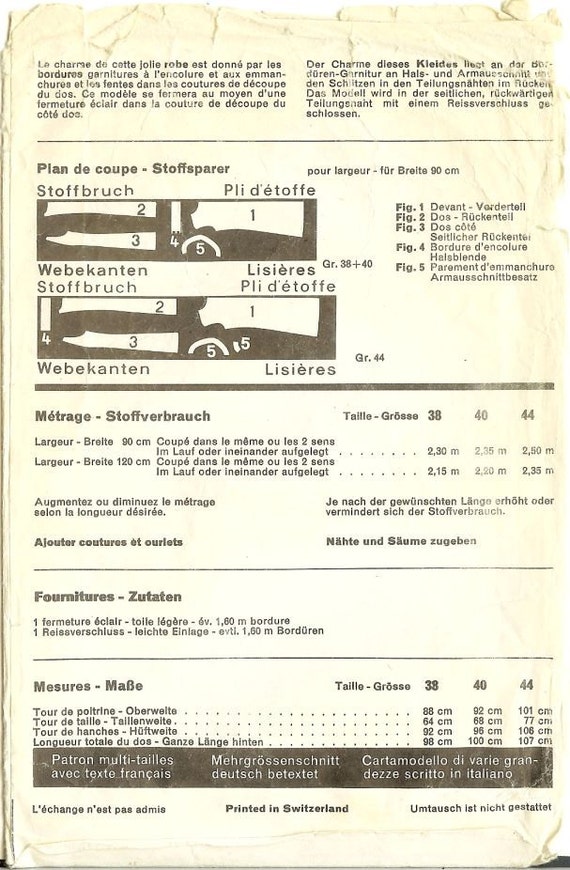 Le charme de cette jolie robe est donné par les
bordures garnitures à l'encolure et aux emman-
chures et les fentes dans les coutures de découpe
du dos. Ce modèle se fermera au moyen d'une
fermeture éclair dans la couture de découpe du
côté dos.
Der Charme dieses Kleides liegt an der Bor-
düren-Garnitur an Hals- und Armausschnitt und
den Schlitzen in den Teilungsnähten im Rücken
Das Modell wird in der seitlichen, rückwärtigen
Teilungsnaht mit einem Reissverschluss ge-
schlossen.
Plan de coupe - Stoffsparer
pour largeur - für Breite 90 cm
Stoffbruch Pli d'étoffe
2 1
3 4 5
Webekanten Lisières Gr. 38+40
Stoffbruch Pli d'étoffe
2 1
4 3 5 5
Webekanten Lisières
Gr. 44
Fig. 1 Devant - Vorderteil
Fig. 2 Dos - Rückenteil
Fig. 3 Dos côté
Seitlicher Rückenteil
Fig. 4 Bordure d'encolure
Halsblende
Fig. 5 Parement d'emmanchure
Armausschnittbesatz
Métrage - Stoffverbrauch Taille - Grösse 38 40 44
Largeur - Breite 90 cm Coupé dans le même ou les 2 sens
Im Lauf oder ineinander aufgelegt . . . . . . . . 2,30 m 2,35 m 2,50 m
Largeur - Breite 120 cm Coupé dans le même ou les 2 sens
Im Lauf oder ineinander aufgelegt . . . . . . . . 2,15 m 2,20 m 2,35 m
Augmentez ou diminuez le métrage
selon la longueur désirée.
Je nach der gewünschten Länge erhöht oder
vermindert sich der Stoffverbrauch.
Ajouter coutures et ourlets
Nähte und Säume zugeben
Fournitures - Zutaten
1 fermeture éclair - toile légère - év. 1,60 m bordure
1 Reissverschluss - leichte Einlage - evtl. 1,60 m Bordüren
Mesures - Maße Taille - Grösse 38 40 44
Tour de poitrine - Oberweite . . . . . . . . 88 cm 92 cm 101 cm
Tour de taille - Taillenweite . . . . . . . . 64 cm 68 cm 77 cm
Tour de hanches - Hüftweite . . . . . . . . 92 cm 96 cm 106 cm
Longueur totale du dos - Ganze Länge hinten . . . . . . . . 98 cm 100 cm 107 cm
Patron multi-tailles
avec texte français
Mehrgrössenschnitt
deutsch betextet
Cartamodello di varie gran-
dezze scritto in italiano
L'échange n'est pas admis Printed in Switzerland Umtausch ist nicht gestattet